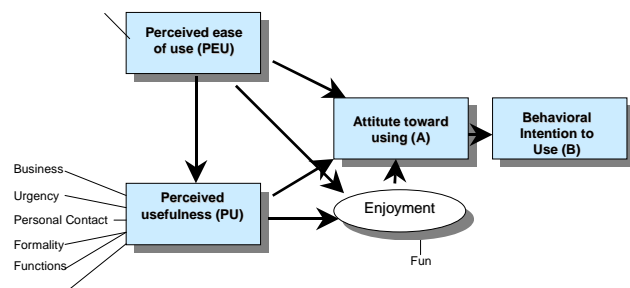 Perceived ease
of use (PEU)
Attitute toward
using (A)
Behavioral
Intention to
Use (B)
Business
Urgency
Personal Contact
Formality
Functions
Perceived
usefulness (PU)
Enjoyment
Fun